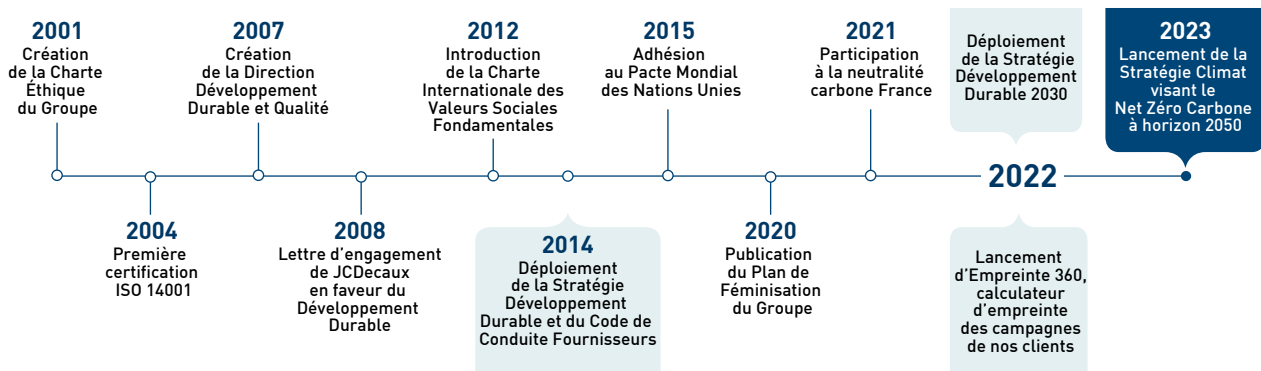 2001
Création
de la Charte
Éthique
du Groupe
2004
Première
certification
ISO 14001
2007
Création
de la Direction
Développement
Durable et Qualité
2008
Lettre d’engagement
de JCDecaux
en faveur du
Développement
Durable
2012
Introduction
de la Charte
Internationale des
Valeurs Sociales
Fondamentales
2014
Déploiement
de la Stratégie
Développement
Durable et du Code de
Conduite Fournisseurs
2015
Adhésion
au Pacte Mondial
des Nations Unies
2020
Publication
du Plan de
Féminisation
du Groupe
2021
Participation
à la neutralité
carbone France
Déploiement
de la Stratégie
Développement
Durable 2030
2022
Lancement
d’Empreinte 360,
calculateur
d’empreinte
des campagnes
de nos clients
2023
Lancement de la
Stratégie Climat
visant le
Net Zéro Carbone
à horizon 2050